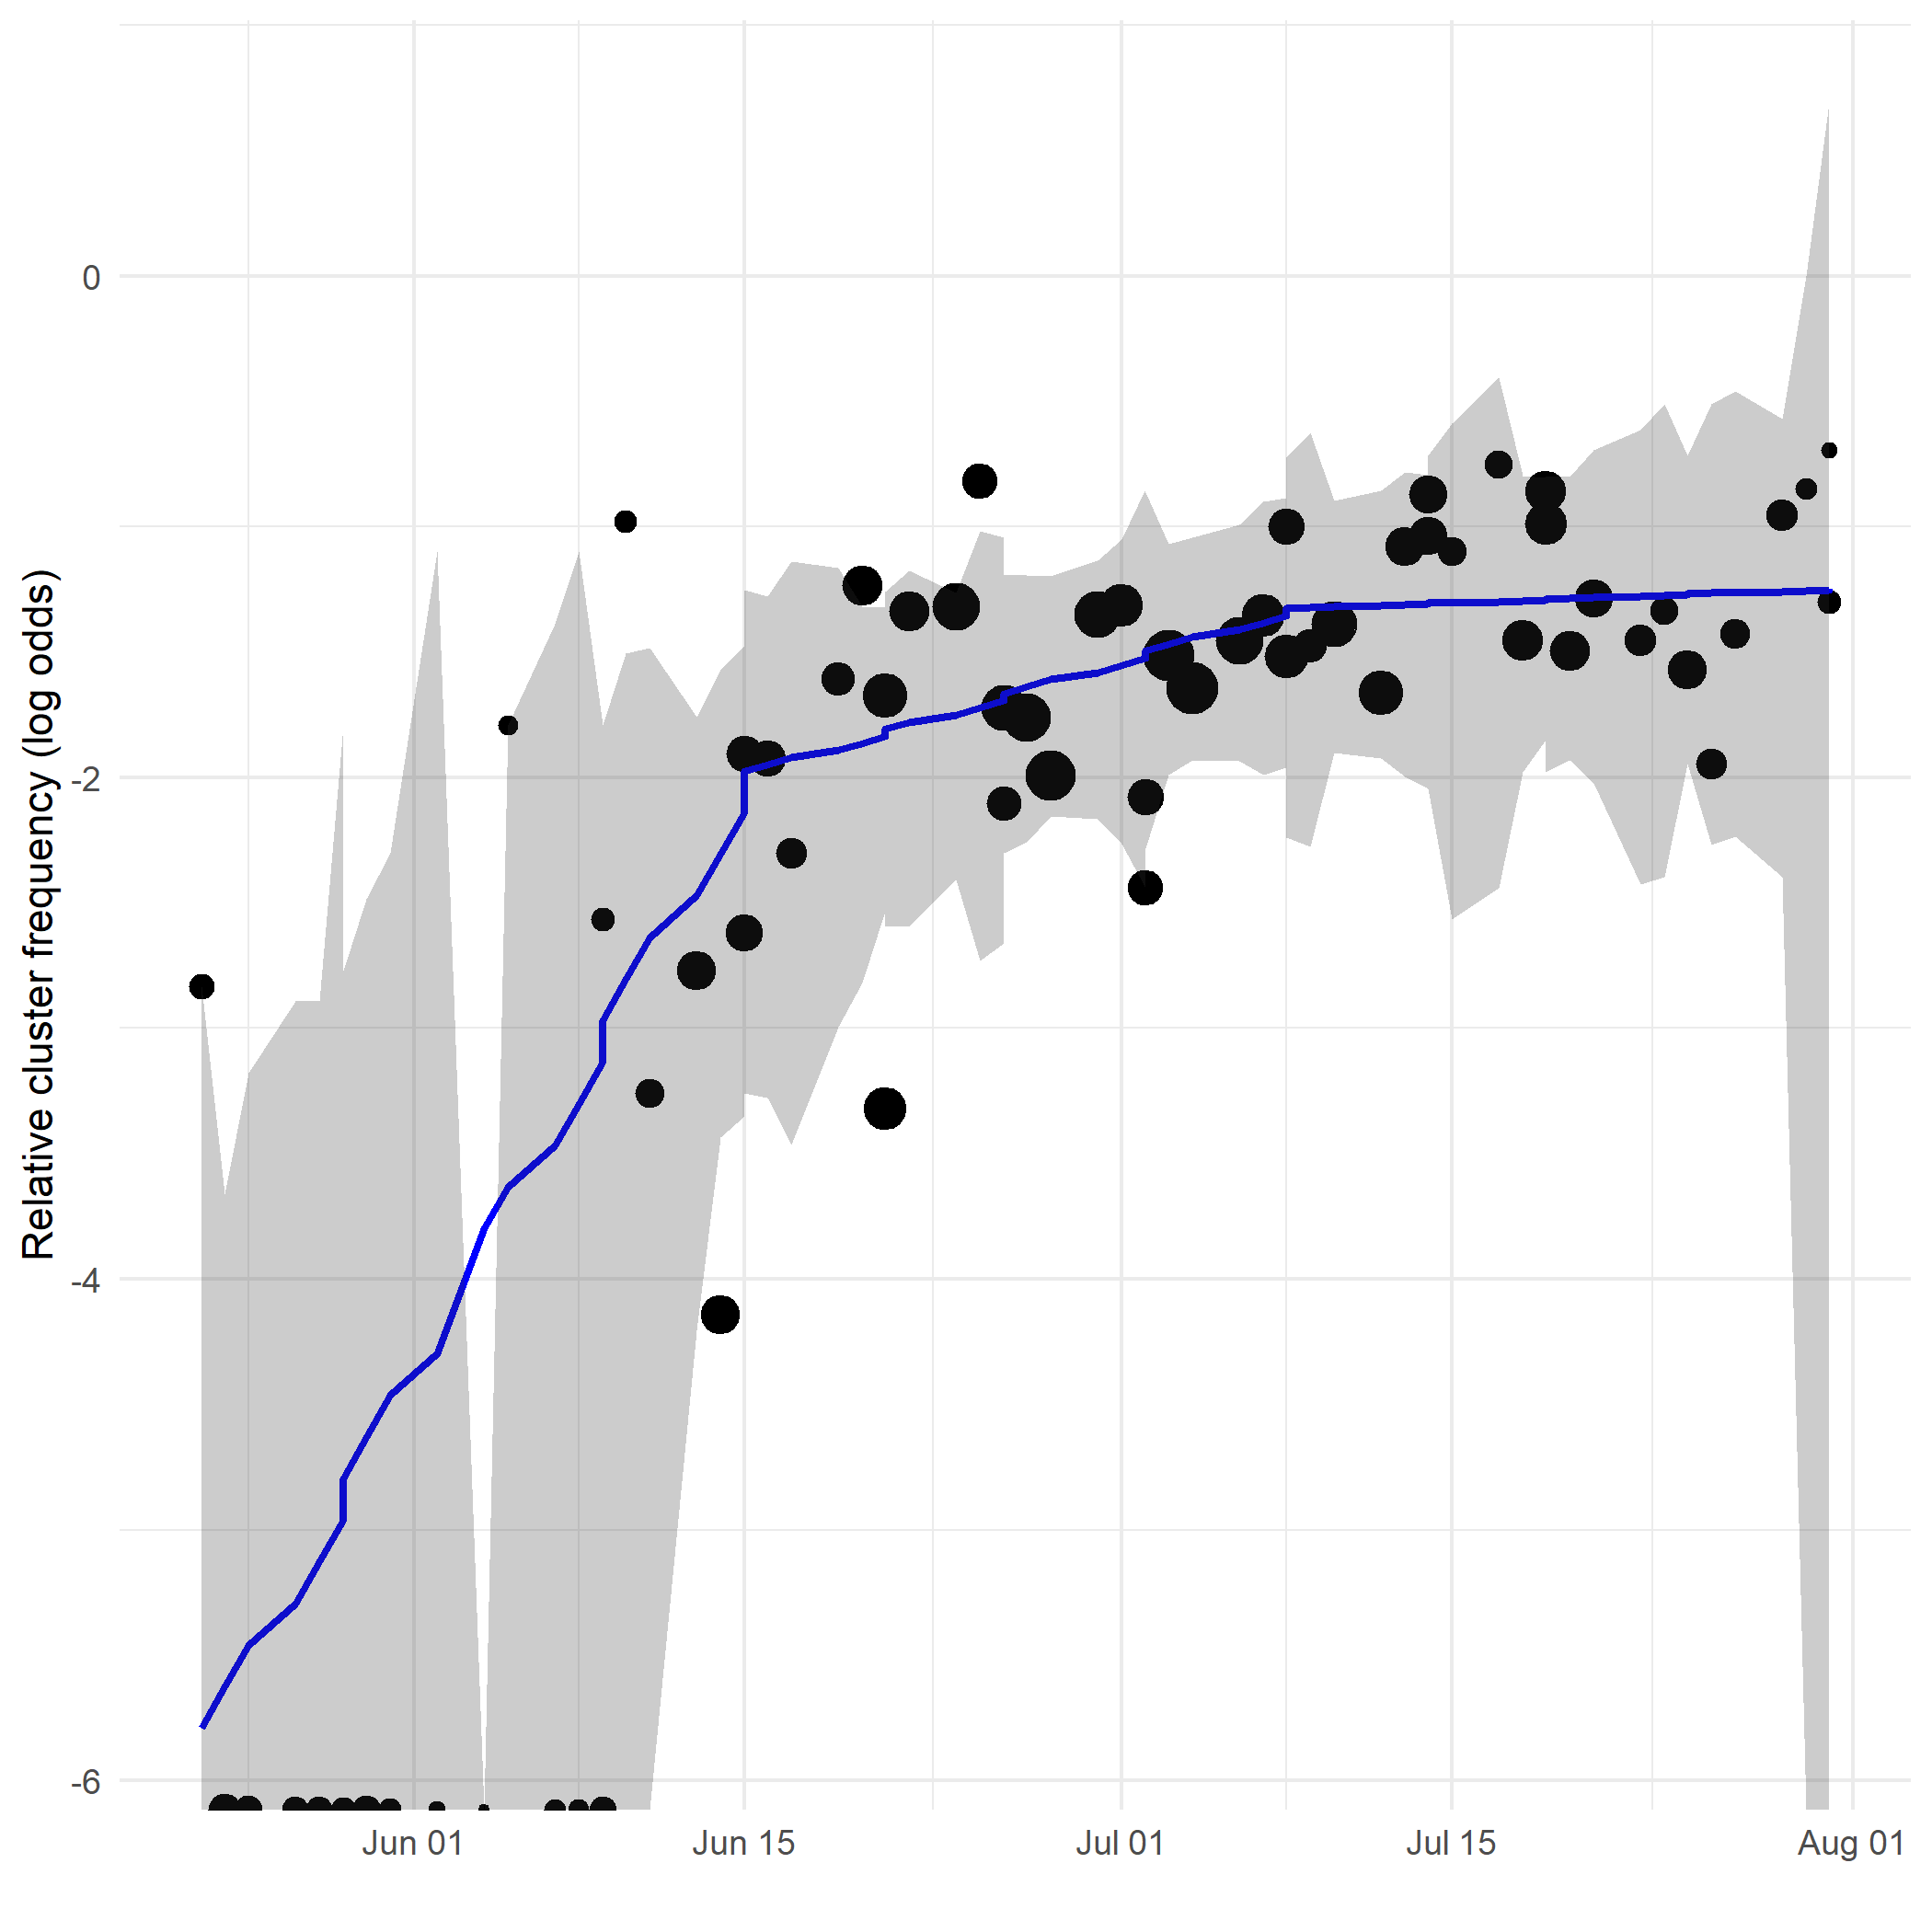 Relative cluster frequency (log odds)
0
-2
-4
-6
Jun 01
Jun 15
Jul 01
Jul 15
Aug 01